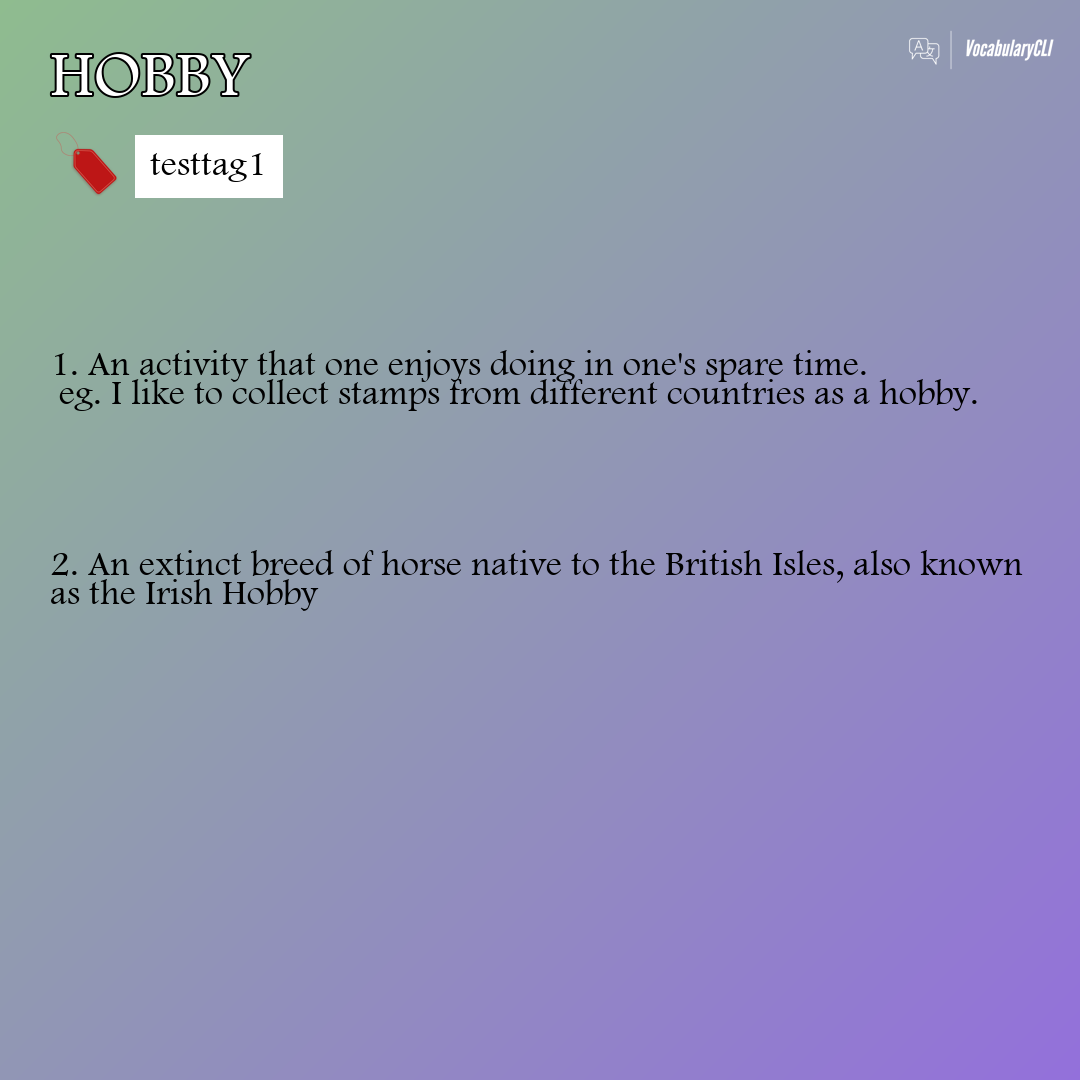 HOBBY
VocabularyCLI
testtag1
1. An activity that one enjoys doing in one's spare time.
eg. I like to collect stamps from different countries as a hobby.
2. An extinct breed of horse native to the British Isles, also known
as the Irish Hobby